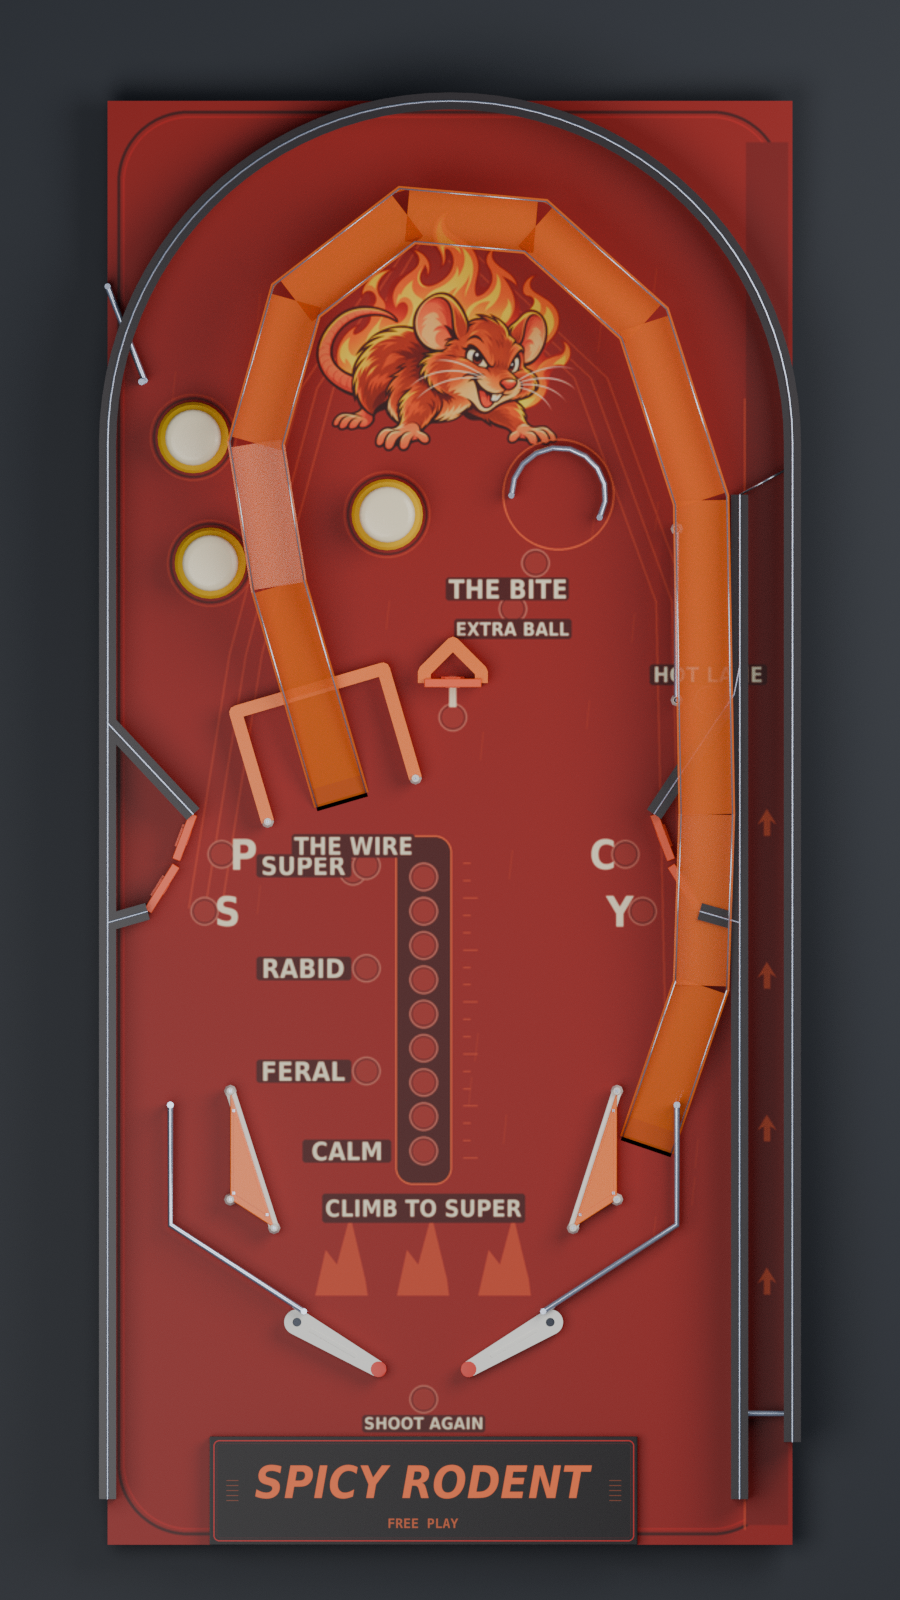 THE BITE
EXTRA BALL
HOT LANE
P
THE WIRE
SUPER
C
S
Y
RABID
FERAL
CALM
CLIMB TO SUPER
SHOOT AGAIN
SPICY RODENT
FREE PLAY